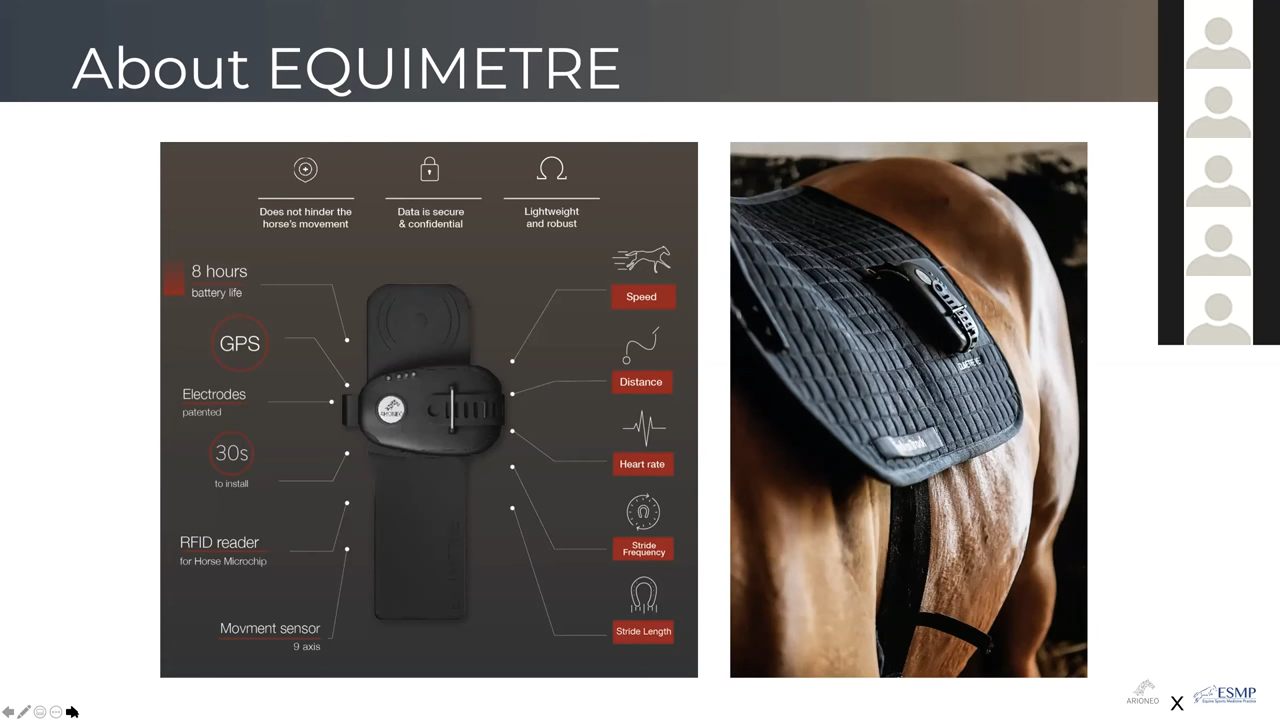 About EQUIMETRE
Does not hinder the
horse's movement
Data is secure
& confidential
Lightweight
and robust
8 hours
battery life
GPS
Electrodes
patented
30s
to install
RFID reader
for Horse Microchip
Movment sensor
9 axis
ARIONEO
Speed
Distance
Heart rate
Stride
Frequency
Stride Length
ARIONEO
X
ESMP
Equine Sports Medicine Practice